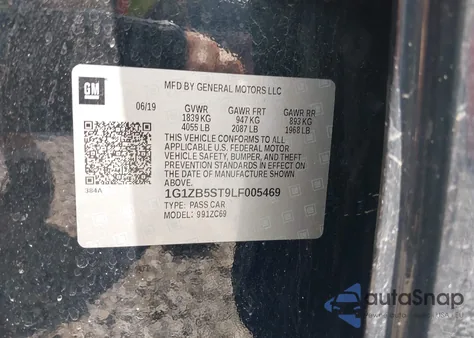 GM
MFD BY GENERAL MOTORS LLC
06/19 GVWR GAWR FRT GAWR RR
1839 KG 947 KG 893 KG
4055 LB 2087 LB 1968 LB
THIS VEHICLE CONFORMS TO ALL
APPLICABLE U.S. FEDERAL MOTOR
VEHICLE SAFETY, BUMPER, AND THEFT
PREVENTION STANDARDS IN EFFECT ON
THE DATE OF MANUFACTURE SHOWN
ABOVE.
384A
1G1ZB5ST9LF005469
TYPE: PASS CAR
MODEL: 991ZC69
autoSnap